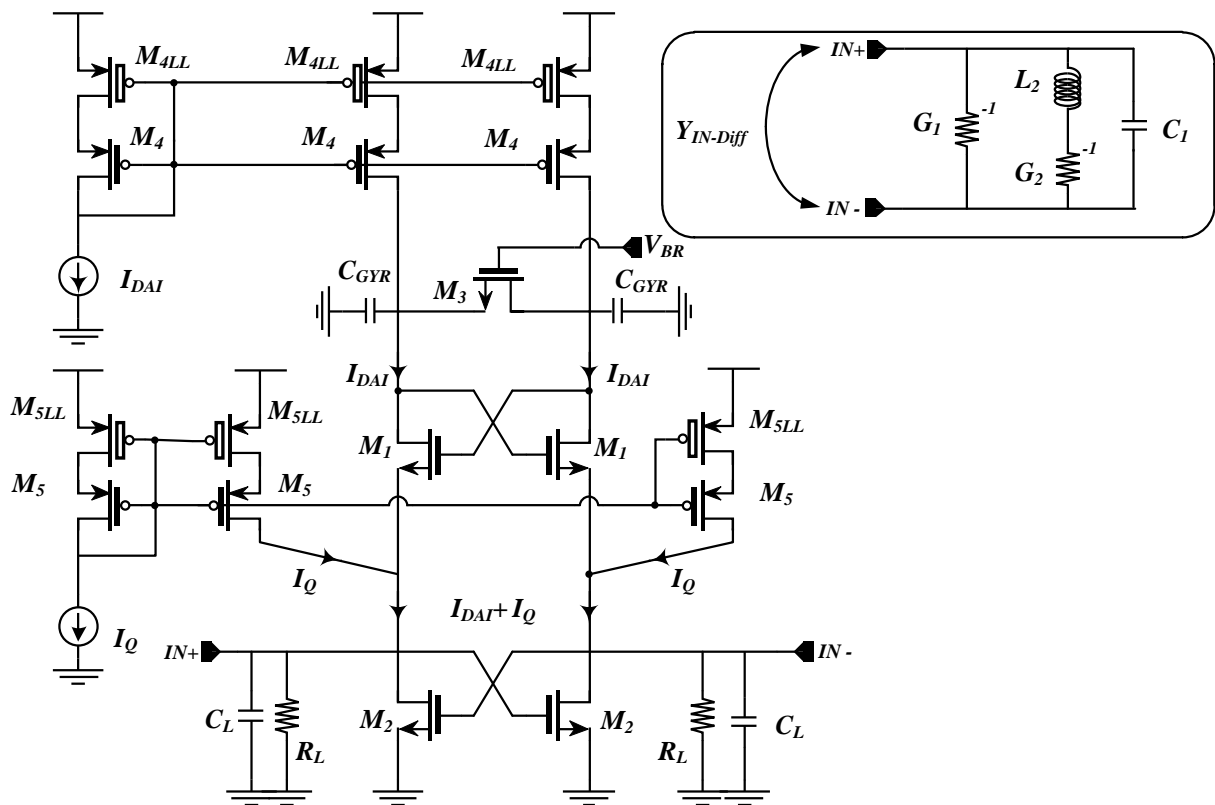 M4LL
M4LL
M4LL
M4
M4
M4
IDAI
CGYR
M3
VBR
CGYR
IDAI
IDAI
M1
M1
M5LL
M5LL
M5LL
M5
M5
M5
IQ
IQ
IQ
IDAI+ IQ
IN+
IN -
CL
RL
M2
M2
RL
CL
IN+
YIN-Diff
IN -
G1
-1
L2
G2
-1
C1